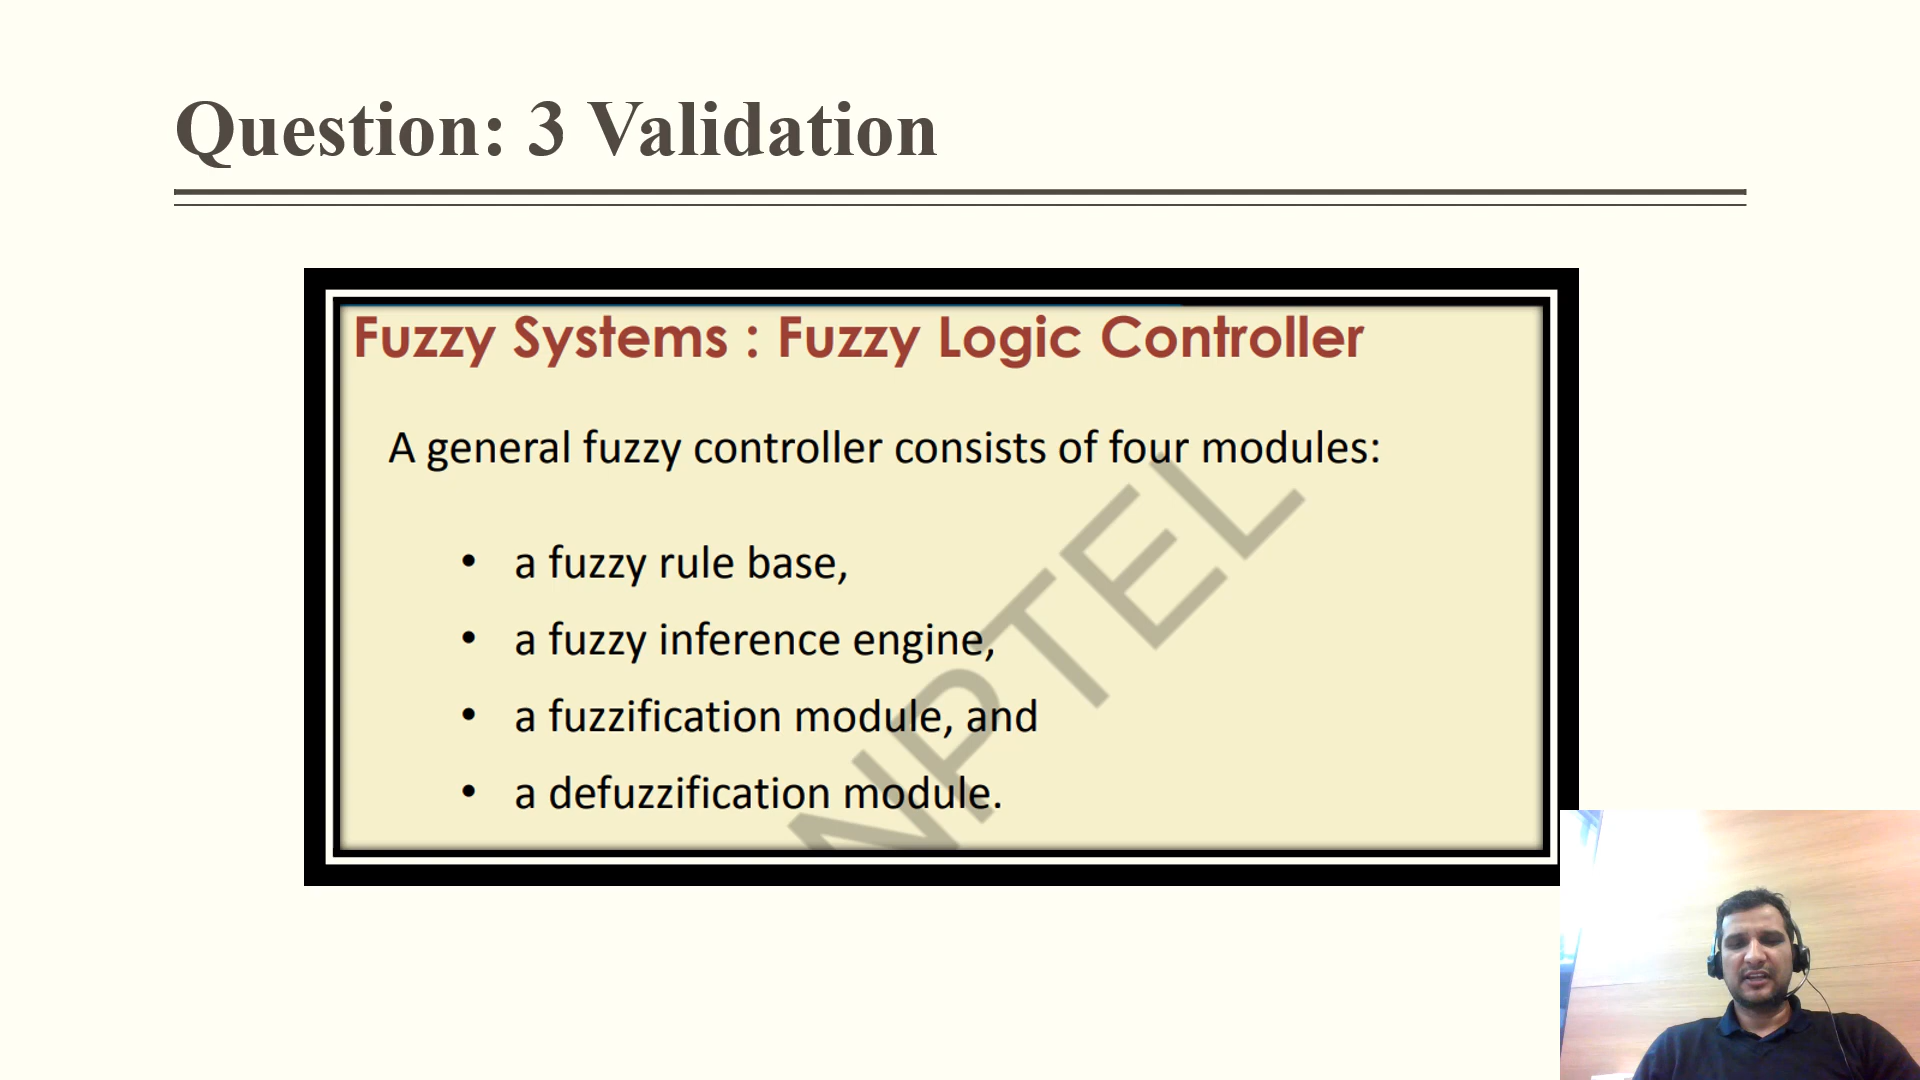 Question: 3 Validation
Fuzzy Systems : Fuzzy Logic Controller
A general fuzzy controller consists of four modules:
• a fuzzy rule base,
• a fuzzy inference engine,
• a fuzzification module, and
• a defuzzification module.
NPTEL